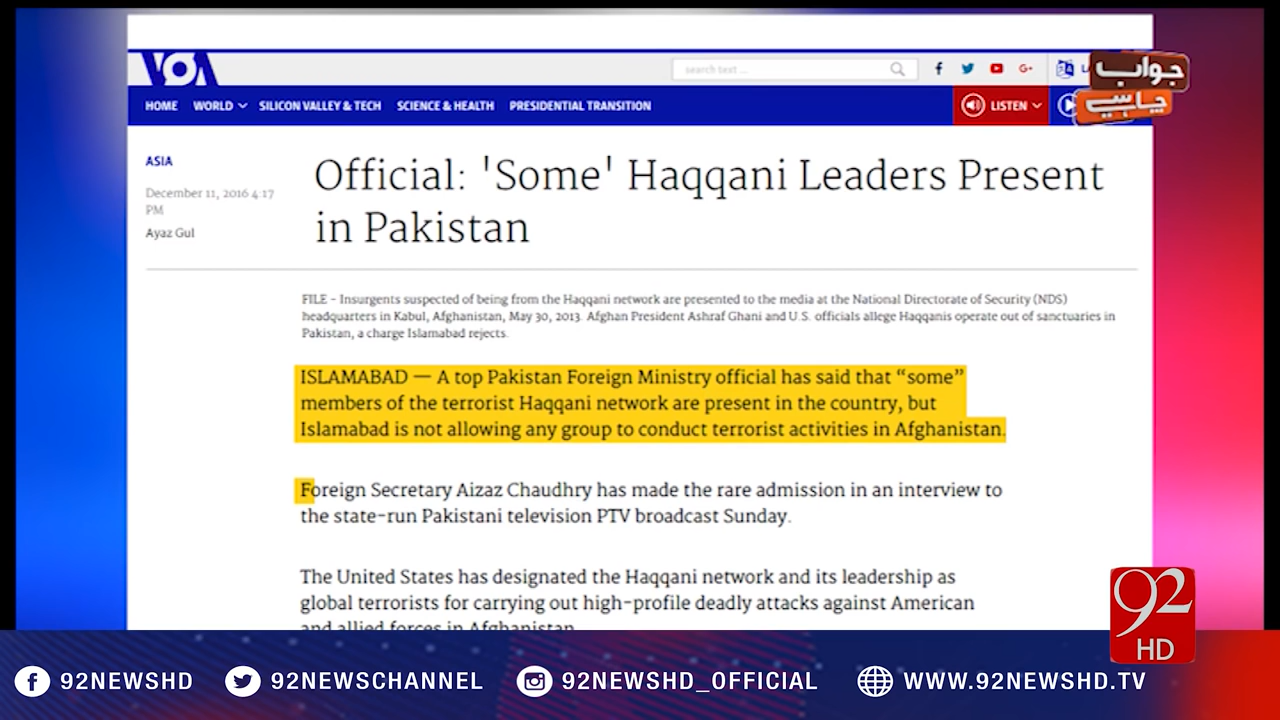 VOA
search text ...
HOME WORLD SILICON VALLEY & TECH SCIENCE & HEALTH PRESIDENTIAL TRANSITION
LISTEN
جواب
چاہیے
ASIA
December 11, 2016 4:17
PM
Ayaz Gul
Official: 'Some' Haqqani Leaders Present
in Pakistan
FILE - Insurgents suspected of being from the Haqqani network are presented to the media at the National Directorate of Security (NDS)
headquarters in Kabul, Afghanistan, May 30, 2013. Afghan President Ashraf Ghani and U.S. officials allege Haqqanis operate out of sanctuaries in
Pakistan, a charge Islamabad rejects.
ISLAMABAD — A top Pakistan Foreign Ministry official has said that “some”
members of the terrorist Haqqani network are present in the country, but
Islamabad is not allowing any group to conduct terrorist activities in Afghanistan.
Foreign Secretary Aizaz Chaudhry has made the rare admission in an interview to
the state-run Pakistani television PTV broadcast Sunday.
The United States has designated the Haqqani network and its leadership as
global terrorists for carrying out high-profile deadly attacks against American
and allied forces in Afghanistan
92
HD
92NEWSHD 92NEWSCHANNEL 92NEWSHD_OFFICIAL WWW.92NEWSHD.TV